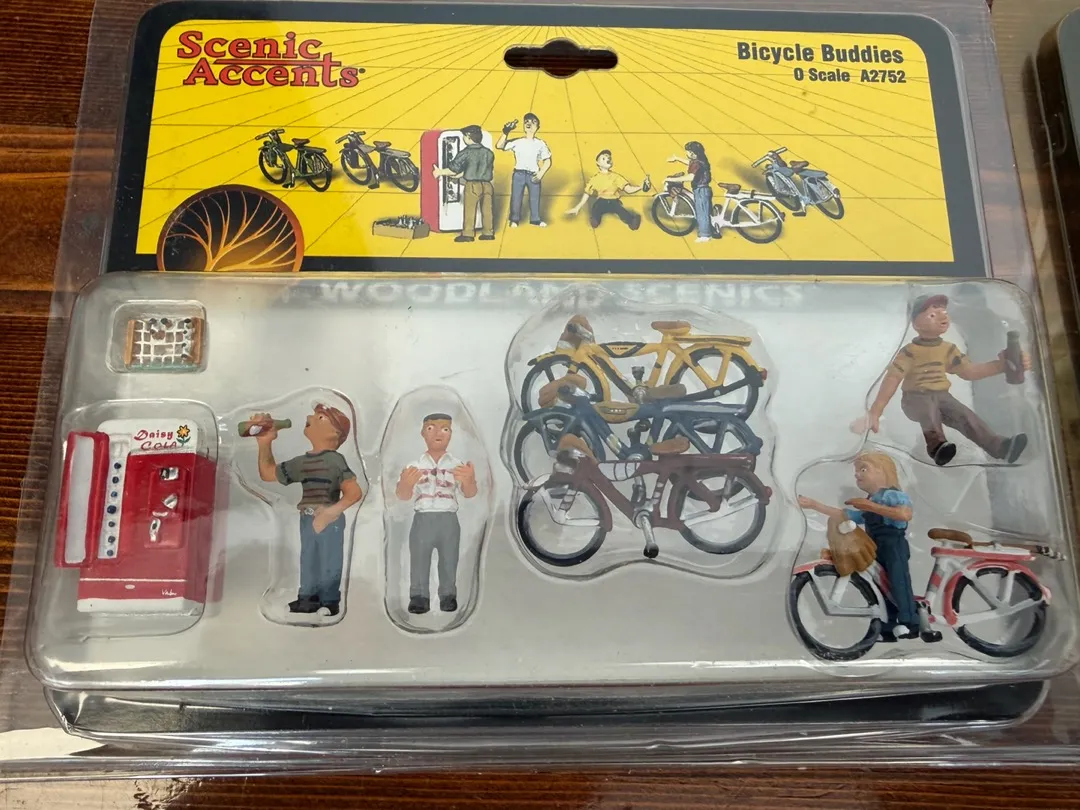 Scenic
Accents®
Bicycle Buddies
O Scale A2752
WOODLAND SCENICS
Daisy
Cola